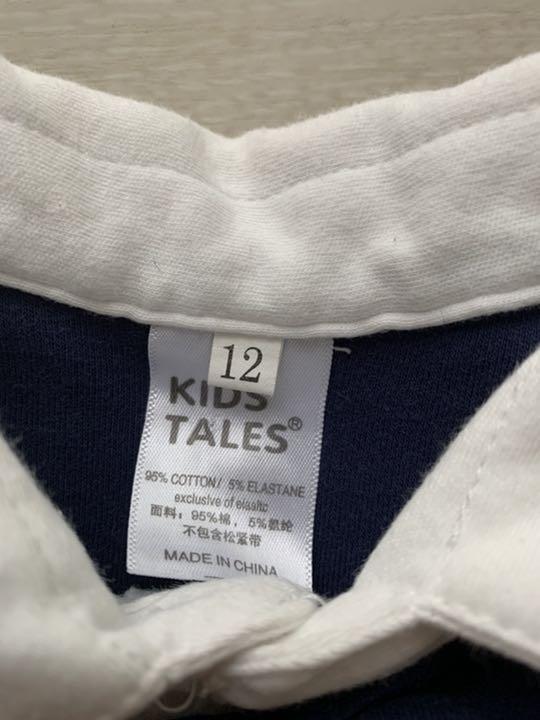 12
KIDS
TALES®
95% COTTON/ 5% ELASTANE
exclusive of elasitc
面料：95%棉，5%氨纶
不包含松紧带
MADE IN CHINA